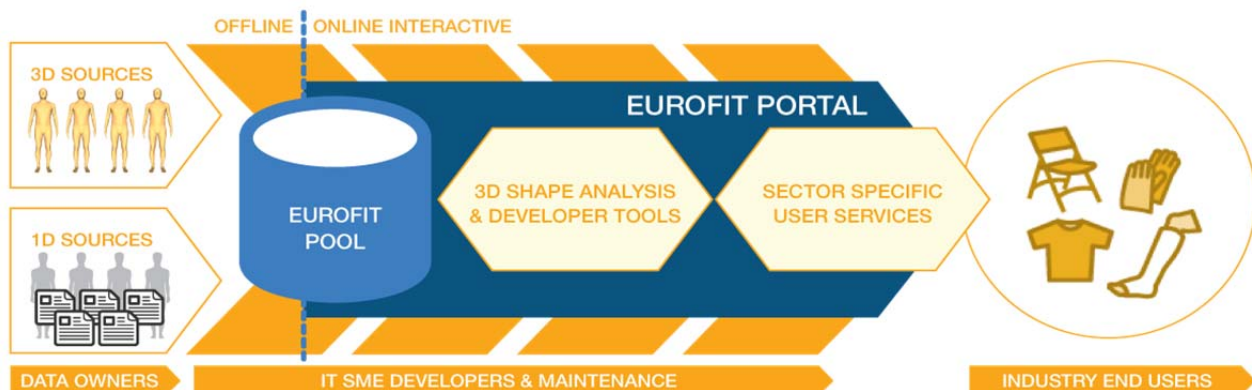 OFFLINE
ONLINE INTERACTIVE
3D SOURCES
EUROFIT PORTAL
3D SHAPE ANALYSIS
& DEVELOPER TOOLS
SECTOR SPECIFIC
USER SERVICES
EUROFIT
POOL
1D SOURCES
DATA OWNERS
IT SME DEVELOPERS & MAINTENANCE
INDUSTRY END USERS